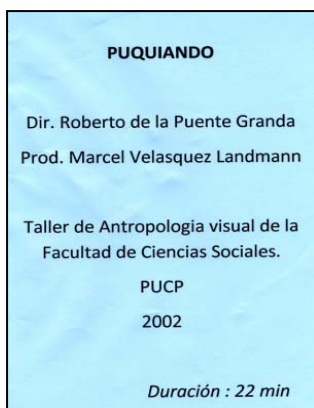 PUQUIANDO
Dir. Roberto de la Puente Granda
Prod. Marcel Velasquez Landmann
Taller de Antropologia visual de la
Facultad de Ciencias Sociales.
PUCP
2002
Duración : 22 min